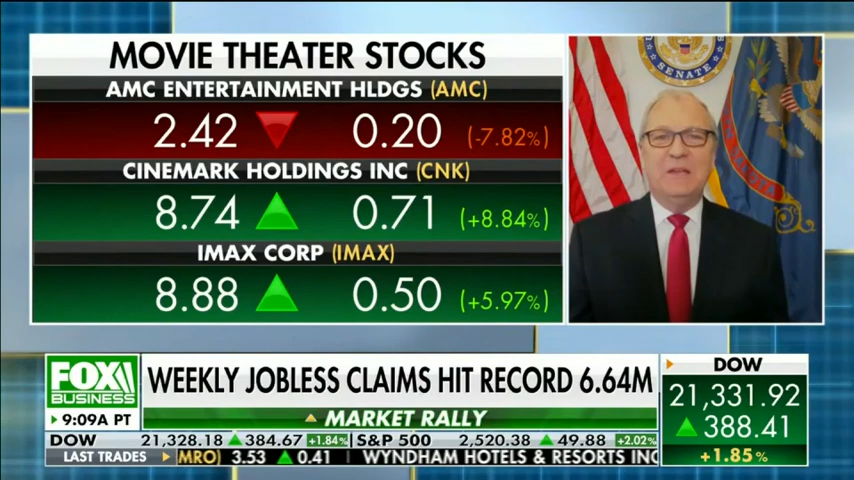 MOVIE THEATER STOCKS
AMC ENTERTAINMENT HLDGS (AMC)
2.42 ▼ 0.20 (-7.82%)
CINEMARK HOLDINGS INC (CNK)
8.74 ▲ 0.71 (+8.84%)
IMAX CORP (IMAX)
8.88 ▲ 0.50 (+5.97%)
SENATE
FOX
BUSINESS
9:09A PT
WEEKLY JOBLESS CLAIMS HIT RECORD 6.64M
MARKET RALLY
DOW
21,331.92
▲ 388.41
+1.85%
DOW 21,328.18 ▲ 384.67 +1.84% S&P 500 2,520.38 ▲ 49.88 +2.02%
LAST TRADES MRO) 3.53 ▲ 0.41 WYNDHAM HOTELS & RESORTS INC